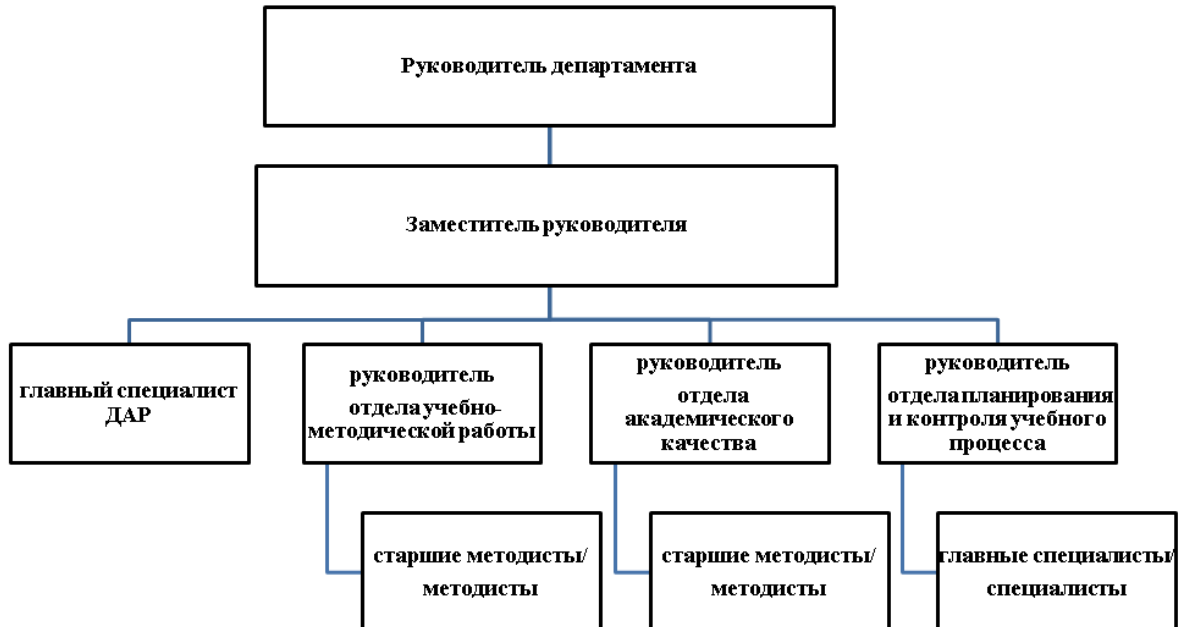 Руководитель департамента
Заместитель руководителя
главный специалист
ДАР
руководитель
отдела учебно-
методической работы
руководитель
отдела
академического
качества
руководитель
отдела планирования
и контроля учебного
процесса
старшие методисты/
методисты
старшие методисты/
методисты
главные специалисты/
специалисты